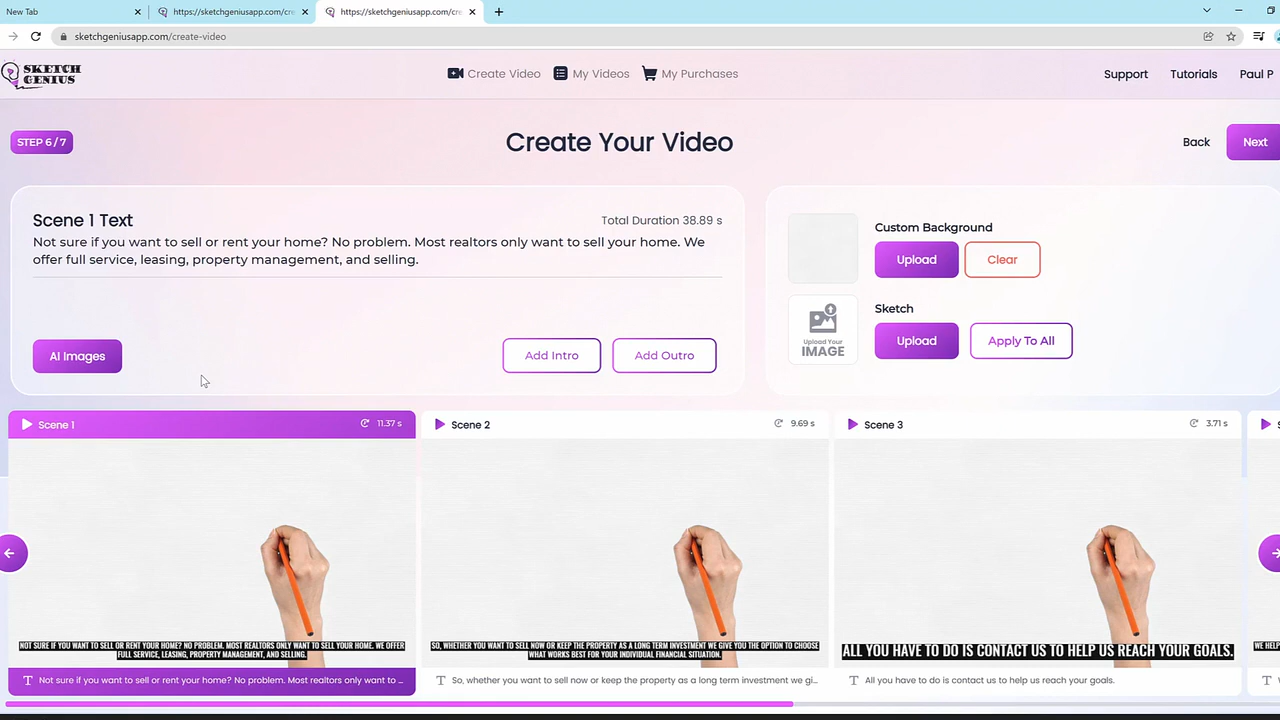 New Tab
https://sketchgeniusapp.com/cre
https://sketchgeniusapp.com/cre
sketchgeniusapp.com/create-video
SKETCH
GENIUS
Create Video
My Videos
My Purchases
Support
Tutorials
Paul P
STEP 6 / 7
Create Your Video
Back
Next
Scene 1 Text
Total Duration 38.89 s
Not sure if you want to sell or rent your home? No problem. Most realtors only want to sell your home. We
offer full service, leasing, property management, and selling.
AI Images
Add Intro
Add Outro
Custom Background
Upload
Clear
Sketch
Upload Your
IMAGE
Upload
Apply To All
Scene 1
11.37 s
Scene 2
9.69 s
Scene 3
3.71 s
NOT SURE IF YOU WANT TO SELL OR RENT YOUR HOME? NO PROBLEM. MOST REALTORS ONLY WANT TO SELL YOUR HOME. WE OFFER
FULL SERVICE, LEASING, PROPERTY MANAGEMENT, AND SELLING.
SO, WHETHER YOU WANT TO SELL NOW OR KEEP THE PROPERTY AS A LONG TERM INVESTMENT WE GIVE YOU THE OPTION TO CHOOSE
WHAT WORKS BEST FOR YOUR INDIVIDUAL FINANCIAL SITUATION.
ALL YOU HAVE TO DO IS CONTACT US TO HELP US REACH YOUR GOALS.
Not sure if you want to sell or rent your home? No problem. Most realtors only want to ...
So, whether you want to sell now or keep the property as a long term investment we gi...
All you have to do is contact us to help us reach your goals.